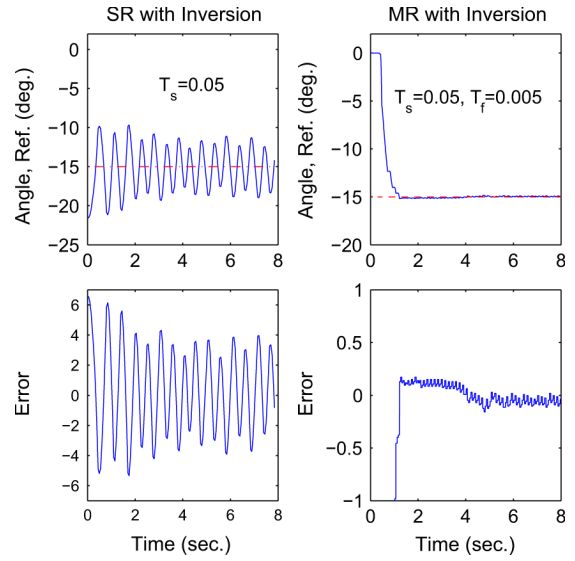 SR with Inversion
MR with Inversion
Angle, Ref. (deg.)
0
−5
−10
−15
−20
−25
T_s=0.05
0 2 4 6 8
Angle, Ref. (deg.)
0
−5
−10
−15
−20
T_s=0.05, T_f=0.005
0 2 4 6 8
Error
6
4
2
0
−2
−4
−6
0 2 4 6 8
Time (sec.)
Error
1
0.5
0
−0.5
−1
0 2 4 6 8
Time (sec.)